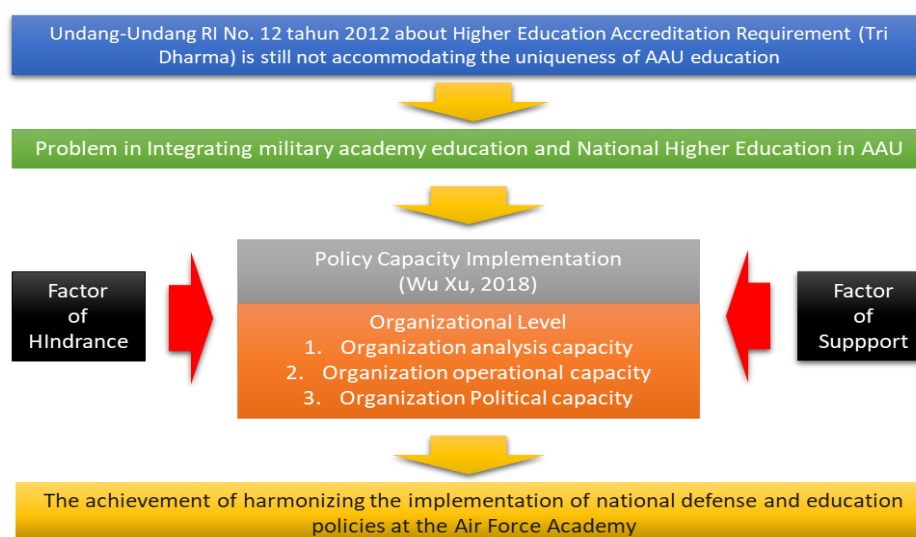 Undang-Undang RI No. 12 tahun 2012 about Higher Education Accreditation Requirement (Tri
Dharma) is still not accommodating the uniqueness of AAU education
Problem in Integrating military academy education and National Higher Education in AAU
Policy Capacity Implementation
(Wu Xu, 2018)
Factor
of
HIndrance
Organizational Level
1. Organization analysis capacity
2. Organization operational capacity
3. Organization Political capacity
Factor
of
Suppport
The achievement of harmonizing the implementation of national defense and education
policies at the Air Force Academy